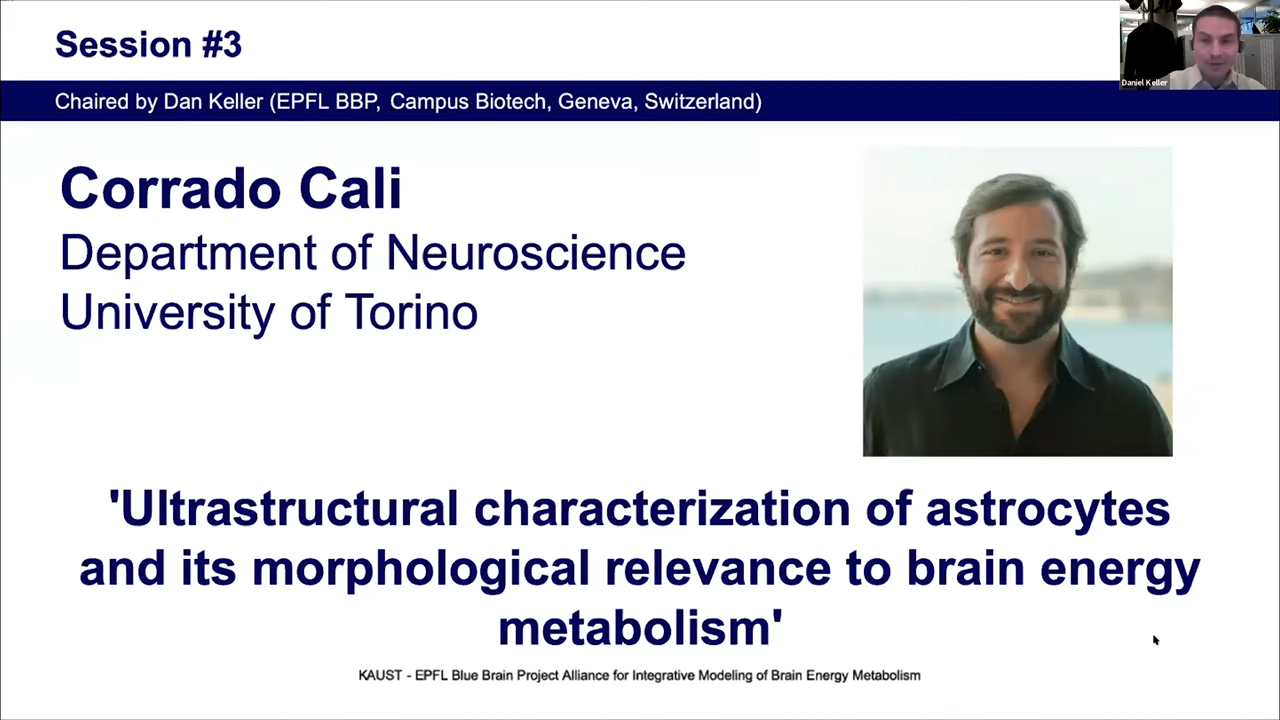 Session #3
Daniel Keller
Chaired by Dan Keller (EPFL BBP, Campus Biotech, Geneva, Switzerland)
Corrado Cali
Department of Neuroscience
University of Torino
'Ultrastructural characterization of astrocytes
and its morphological relevance to brain energy
metabolism'
KAUST - EPFL Blue Brain Project Alliance for Integrative Modeling of Brain Energy Metabolism